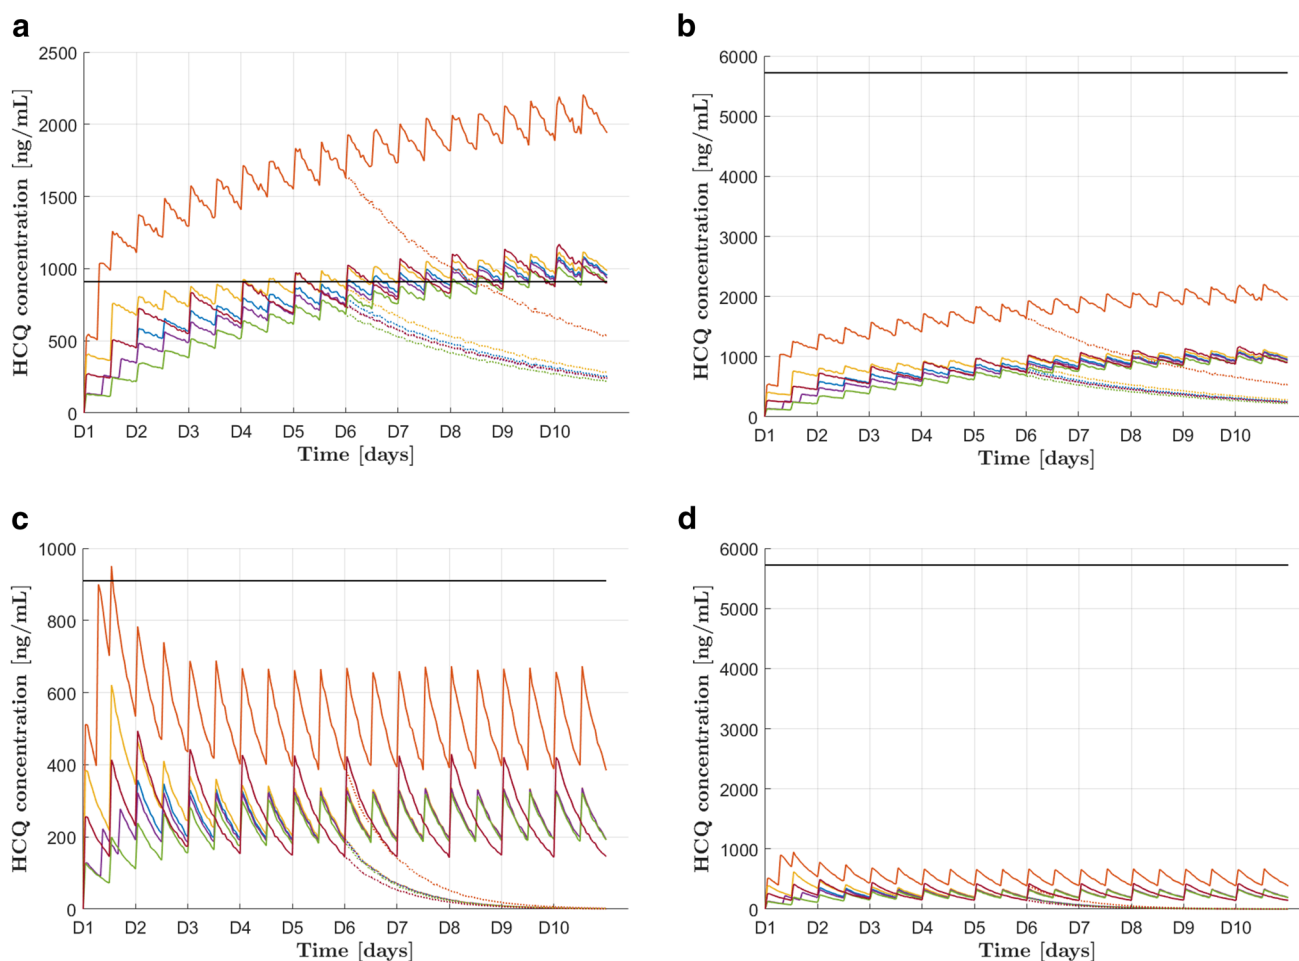 a
HCQ concentration [ng/mL]
2500
2000
1500
1000
500
0
D1 D2 D3 D4 D5 D6 D7 D8 D9 D10
Time [days]
b
HCQ concentration [ng/mL]
6000
5000
4000
3000
2000
1000
0
D1 D2 D3 D4 D5 D6 D7 D8 D9 D10
Time [days]
c
HCQ concentration [ng/mL]
1000
800
600
400
200
0
D1 D2 D3 D4 D5 D6 D7 D8 D9 D10
Time [days]
d
HCQ concentration [ng/mL]
6000
5000
4000
3000
2000
1000
0
D1 D2 D3 D4 D5 D6 D7 D8 D9 D10
Time [days]